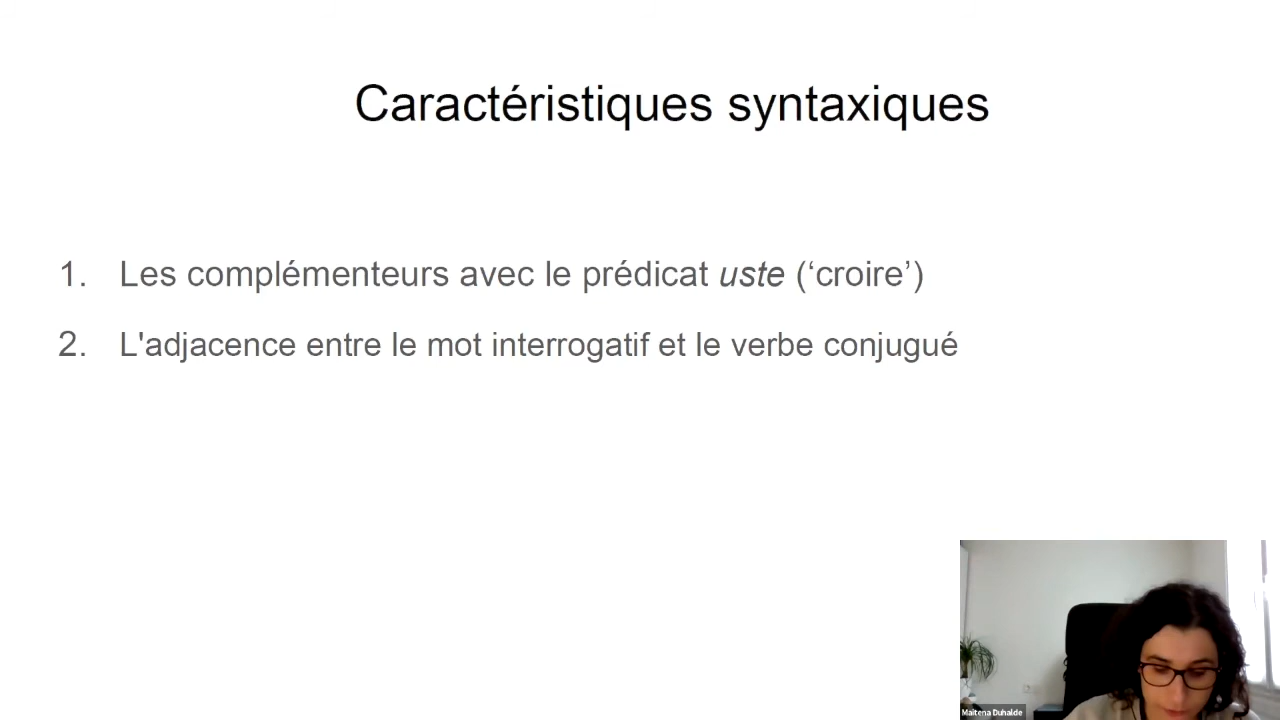 Caractéristiques syntaxiques
1. Les complémenteurs avec le prédicat uste (‘croire’)
2. L'adjacence entre le mot interrogatif et le verbe conjugué
Maitena Duhalde